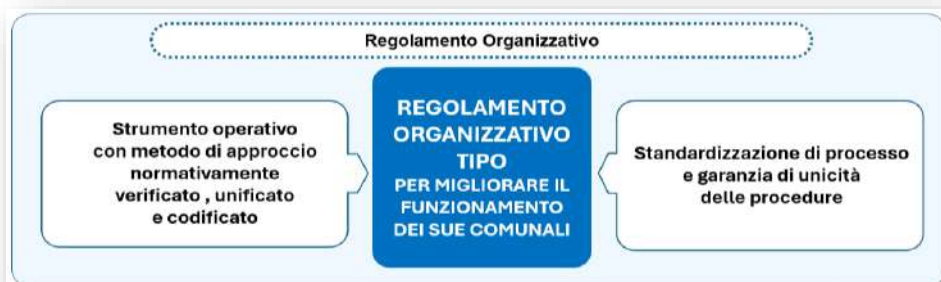 Regolamento Organizzativo
Strumento operativo
con metodo di approccio
normativamente
verificato , unificato
e codificato
REGOLAMENTO
ORGANIZZATIVO
TIPO
PER MIGLIORARE IL
FUNZIONAMENTO
DEI SUE COMUNALI
Standardizzazione di processo
e garanzia di unicità
delle procedure